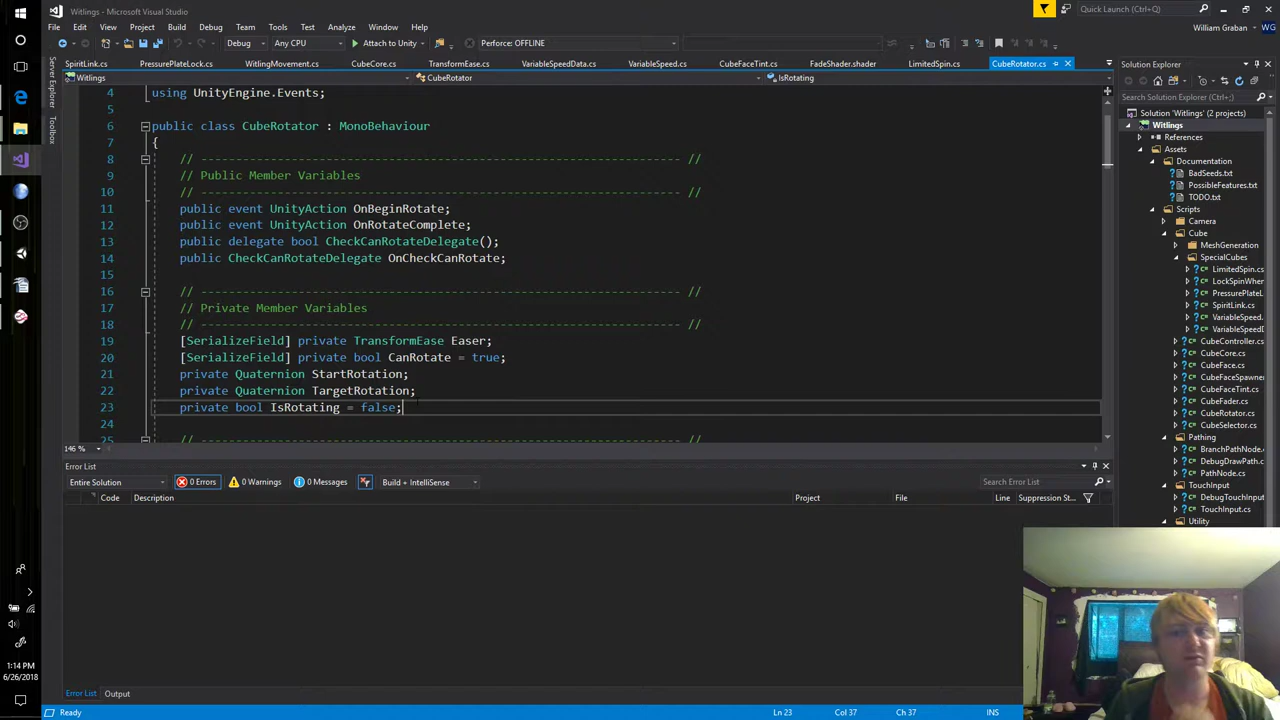 Witlings - Microsoft Visual Studio
Quick Launch (Ctrl+Q)
File Edit View Project Build Debug Team Tools Test Analyze Window Help
William Graban WG
Debug Any CPU Attach to Unity Perforce: OFFLINE
SpiritLink.cs PressurePlateLock.cs WitlingMovement.cs CubeCore.cs TransformEase.cs VariableSpeedData.cs VariableSpeed.cs CubeFaceTint.cs FadeShader.shader LimitedSpin.cs CubeRotator.cs
Witlings CubeRotator IsRotating
Server Explorer
Toolbox
4 using UnityEngine.Events;
5
6 public class CubeRotator : MonoBehaviour
7 {
8 // --------------------------------------------------------------------- //
9 // Public Member Variables
10 // --------------------------------------------------------------------- //
11 public event UnityAction OnBeginRotate;
12 public event UnityAction OnRotateComplete;
13 public delegate bool CheckCanRotateDelegate();
14 public CheckCanRotateDelegate OnCheckCanRotate;
15
16 // --------------------------------------------------------------------- //
17 // Private Member Variables
18 // --------------------------------------------------------------------- //
19 [SerializeField] private TransformEase Easer;
20 [SerializeField] private bool CanRotate = true;
21 private Quaternion StartRotation;
22 private Quaternion TargetRotation;
23 private bool IsRotating = false;
24
25 // --------------------------------------------------------------------- //
146 %
Error List
Entire Solution 0 Errors 0 Warnings 0 Messages Build + IntelliSense Search Error List
Code Description Project File Line Suppression St...
Error List Output
Ready Ln 23 Col 37 Ch 37 INS
Solution Explorer
Search Solution Explorer (Ctrl+;)
Solution 'Witlings' (2 projects)
Witlings
References
Assets
Documentation
BadSeeds.txt
PossibleFeatures.txt
TODO.txt
Scripts
Camera
Cube
MeshGeneration
SpecialCubes
LimitedSpin.c
LockSpinWher
PressurePlateL
SpiritLink.cs
VariableSpeed.
VariableSpeedD
CubeController.c
CubeCore.cs
CubeFace.cs
CubeFaceSpawne
CubeFaceTint.cs
CubeFader.cs
CubeRotator.cs
CubeSelector.cs
Pathing
BranchPathNode.
DebugDrawPath.c
PathNode.cs
TouchInput
DebugTouchInput
TouchInput.cs
Utility
1:14 PM
6/26/2018